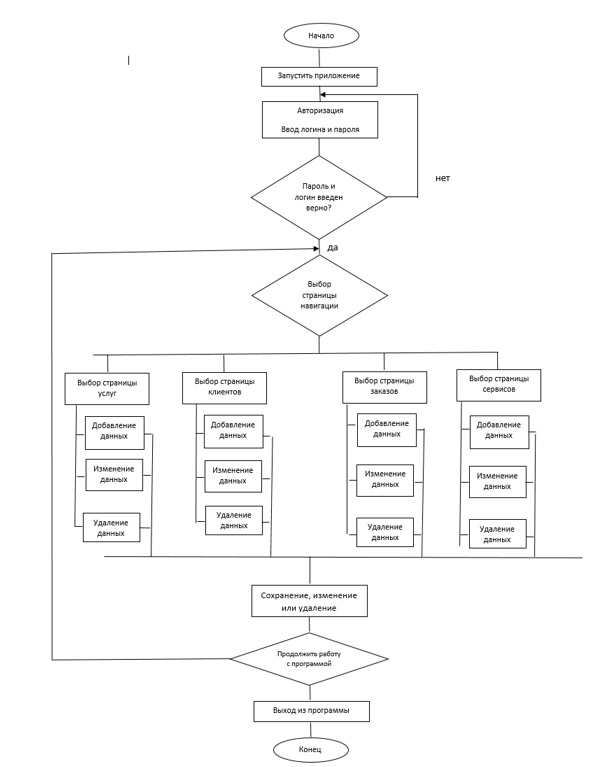 Начало
Запустить приложение
Авторизация
Ввод логина и пароля
Пароль и
логин введен
верно?
нет
да
Выбор
страницы
навигации
Выбор страницы
услуг
Выбор страницы
клиентов
Выбор страницы
заказов
Выбор страницы
сервисов
Добавление
данных
Добавление
данных
Добавление
данных
Добавление
данных
Изменение
данных
Изменение
данных
Изменение
данных
Изменение
данных
Удаление
данных
Удаление
данных
Удаление
данных
Удаление
данных
Сохранение, изменение
или удаление
Продолжить работу
с программой
Выход из программы
Конец